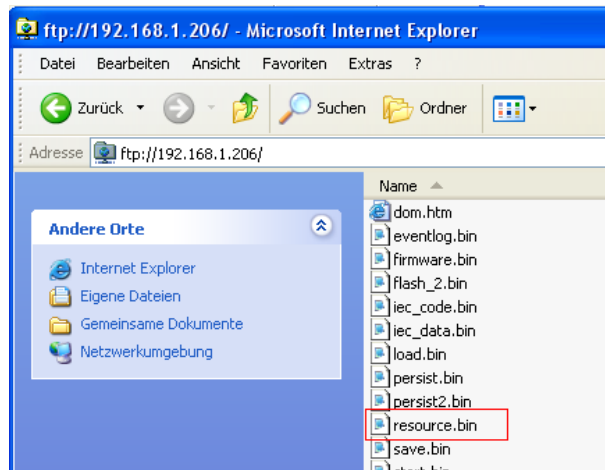 ftp://192.168.1.206/ - Microsoft Internet Explorer
Datei Bearbeiten Ansicht Favoriten Extras ?
Zurück Suchen Ordner
Adresse ftp://192.168.1.206/
Andere Orte
Internet Explorer
Eigene Dateien
Gemeinsame Dokumente
Netzwerkumgebung
Name
dom.htm
eventlog.bin
firmware.bin
flash_2.bin
iec_code.bin
iec_data.bin
load.bin
persist.bin
persist2.bin
resource.bin
save.bin